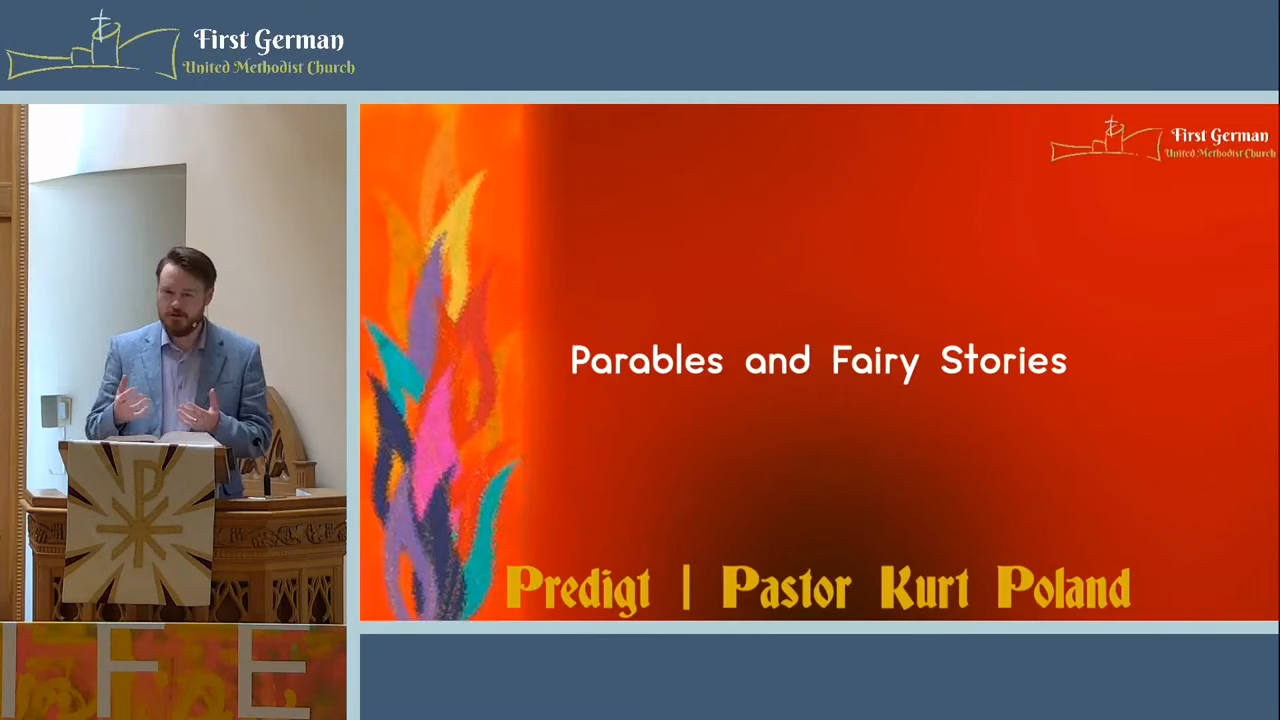 First German
United Methodist Church
First German
United Methodist Church
Parables and Fairy Stories
Predigt | Pastor Kurt Poland
I F E